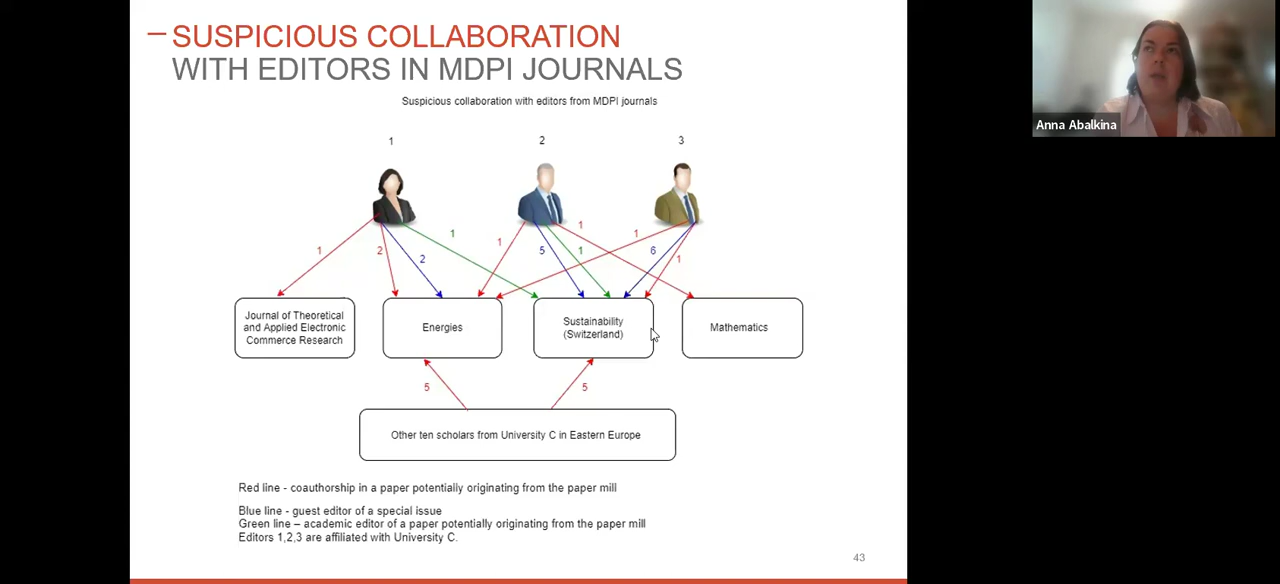 SUSPICIOUS COLLABORATION
WITH EDITORS IN MDPI JOURNALS
Suspicious collaboration with editors from MDPI journals
1
2
3
1
2
2
1
1
5
1
1
1
6
1
Journal of Theoretical
and Applied Electronic
Commerce Research
Energies
Sustainability
(Switzerland)
Mathematics
5
5
Other ten scholars from University C in Eastern Europe
Red line - coauthorship in a paper potentially originating from the paper mill
Blue line - guest editor of a special issue
Green line – academic editor of a paper potentially originating from the paper mill
Editors 1,2,3 are affiliated with University C.
43
Anna Abalkina